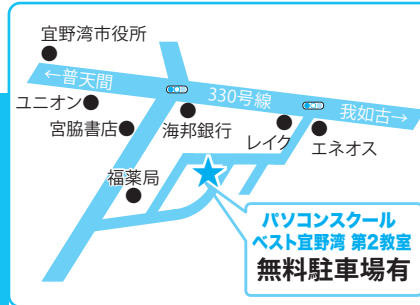 宜野湾市役所
←普天間
330号線
我如古→
ユニオン
宮脇書店
海邦銀行
レイク
エネオス
福薬局
パソコンスクール
ベスト宜野湾 第2教室
無料駐車場有